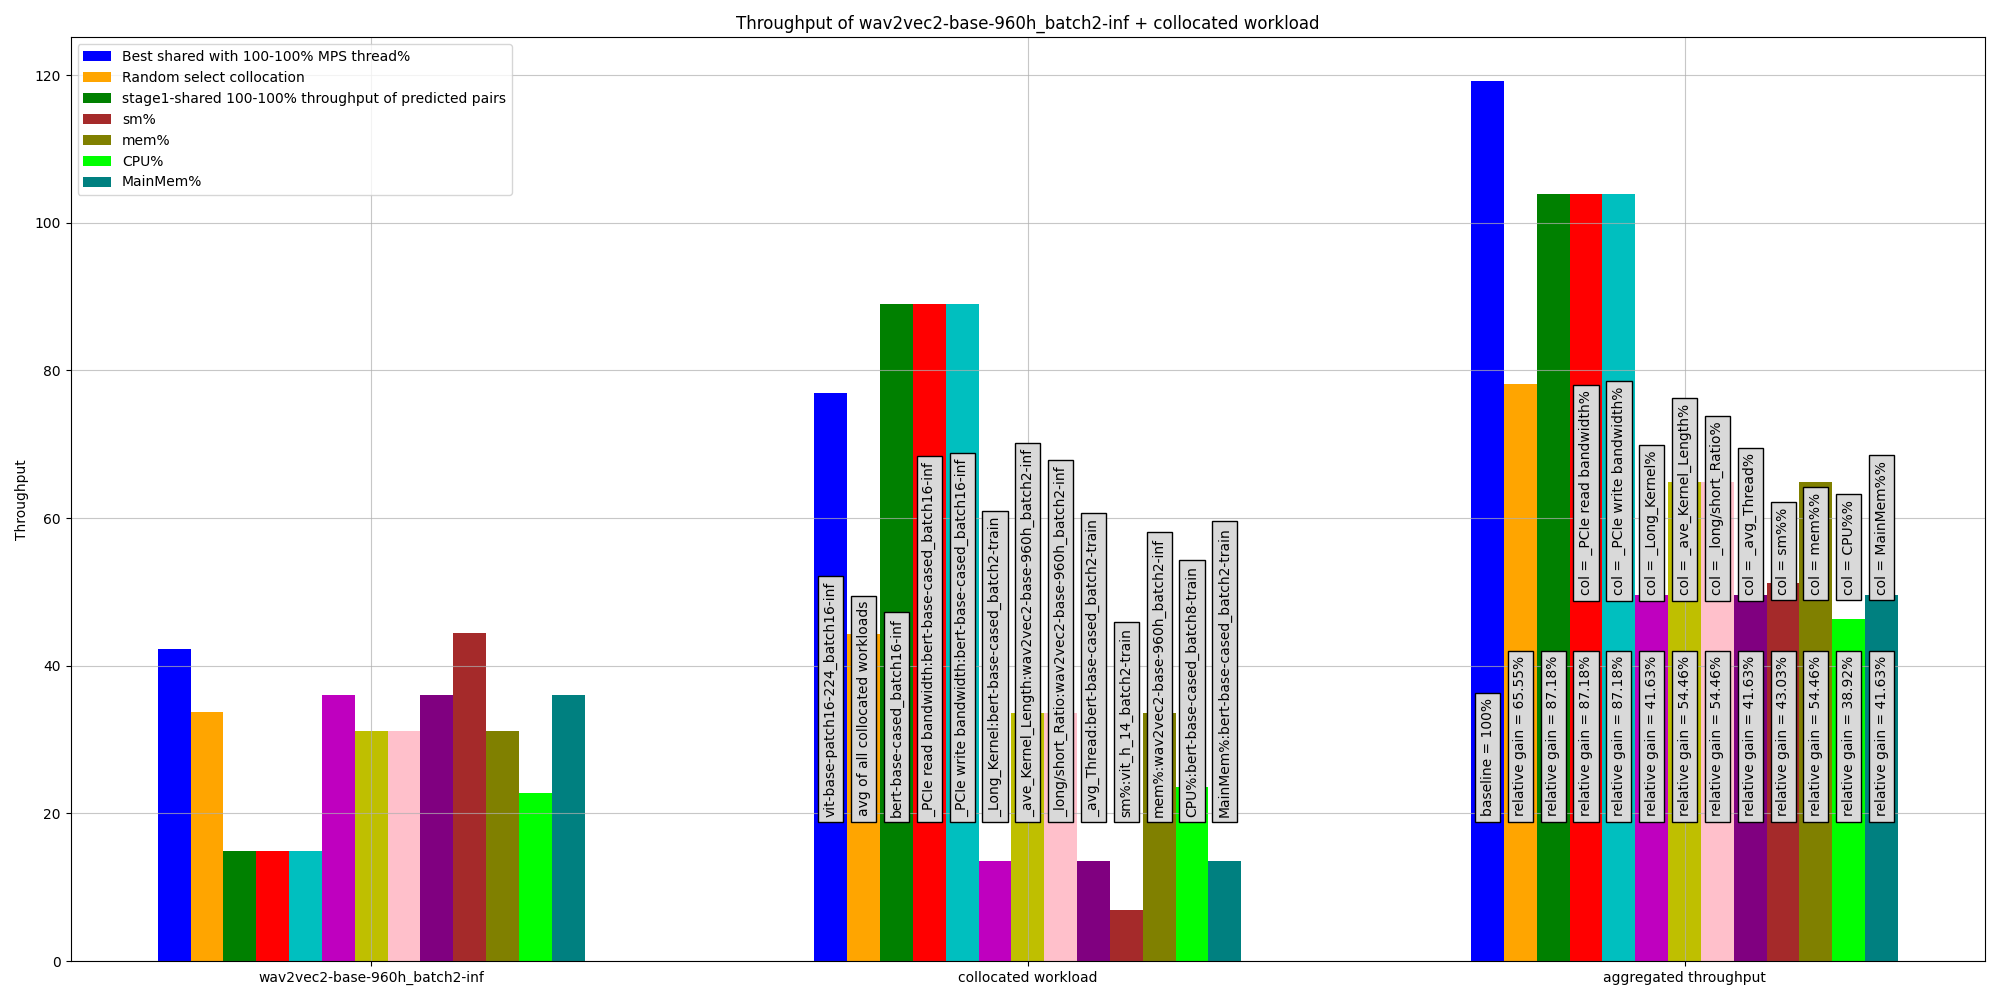 Throughput of wav2vec2-base-960h_batch2-inf + collocated workload
Throughput
120
100
80
60
40
20
0
Best shared with 100-100% MPS thread%
Random select collocation
stage1-shared 100-100% throughput of predicted pairs
sm%
mem%
CPU%
MainMem%
vit-base-patch16-224_batch16-inf
avg of all collocated workloads
bert-base-cased_batch16-inf
_PCIe read bandwidth:bert-base-cased_batch16-inf
_PCIe write bandwidth:bert-base-cased_batch16-inf
_Long_Kernel:bert-base-cased_batch2-train
_ave_Kernel_Length:wav2vec2-base-960h_batch2-inf
_long/short_Ratio:wav2vec2-base-960h_batch2-inf
_avg_Thread:bert-base-cased_batch2-train
sm%:vit_h_14_batch2-train
mem%:wav2vec2-base-960h_batch2-inf
CPU%:bert-base-cased_batch8-train
MainMem%:bert-base-cased_batch2-train
col = _PCIe read bandwidth%
col = _PCIe write bandwidth%
col = _Long_Kernel%
col = _ave_Kernel_Length%
col = _long/short_Ratio%
col = _avg_Thread%
col = sm%%
col = mem%%
col = CPU%%
col = MainMem%%
baseline = 100%
relative gain = 65.55%
relative gain = 87.18%
relative gain = 87.18%
relative gain = 87.18%
relative gain = 41.63%
relative gain = 54.46%
relative gain = 54.46%
relative gain = 41.63%
relative gain = 43.03%
relative gain = 54.46%
relative gain = 38.92%
relative gain = 41.63%
wav2vec2-base-960h_batch2-inf
collocated workload
aggregated throughput